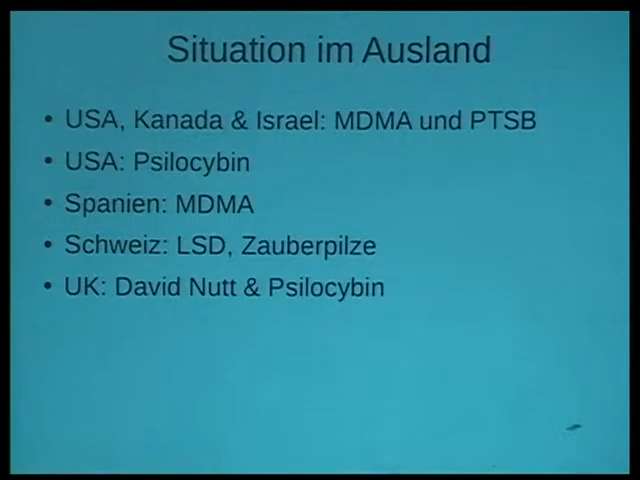 Situation im Ausland
• USA, Kanada & Israel: MDMA und PTSB
• USA: Psilocybin
• Spanien: MDMA
• Schweiz: LSD, Zauberpilze
• UK: David Nutt & Psilocybin